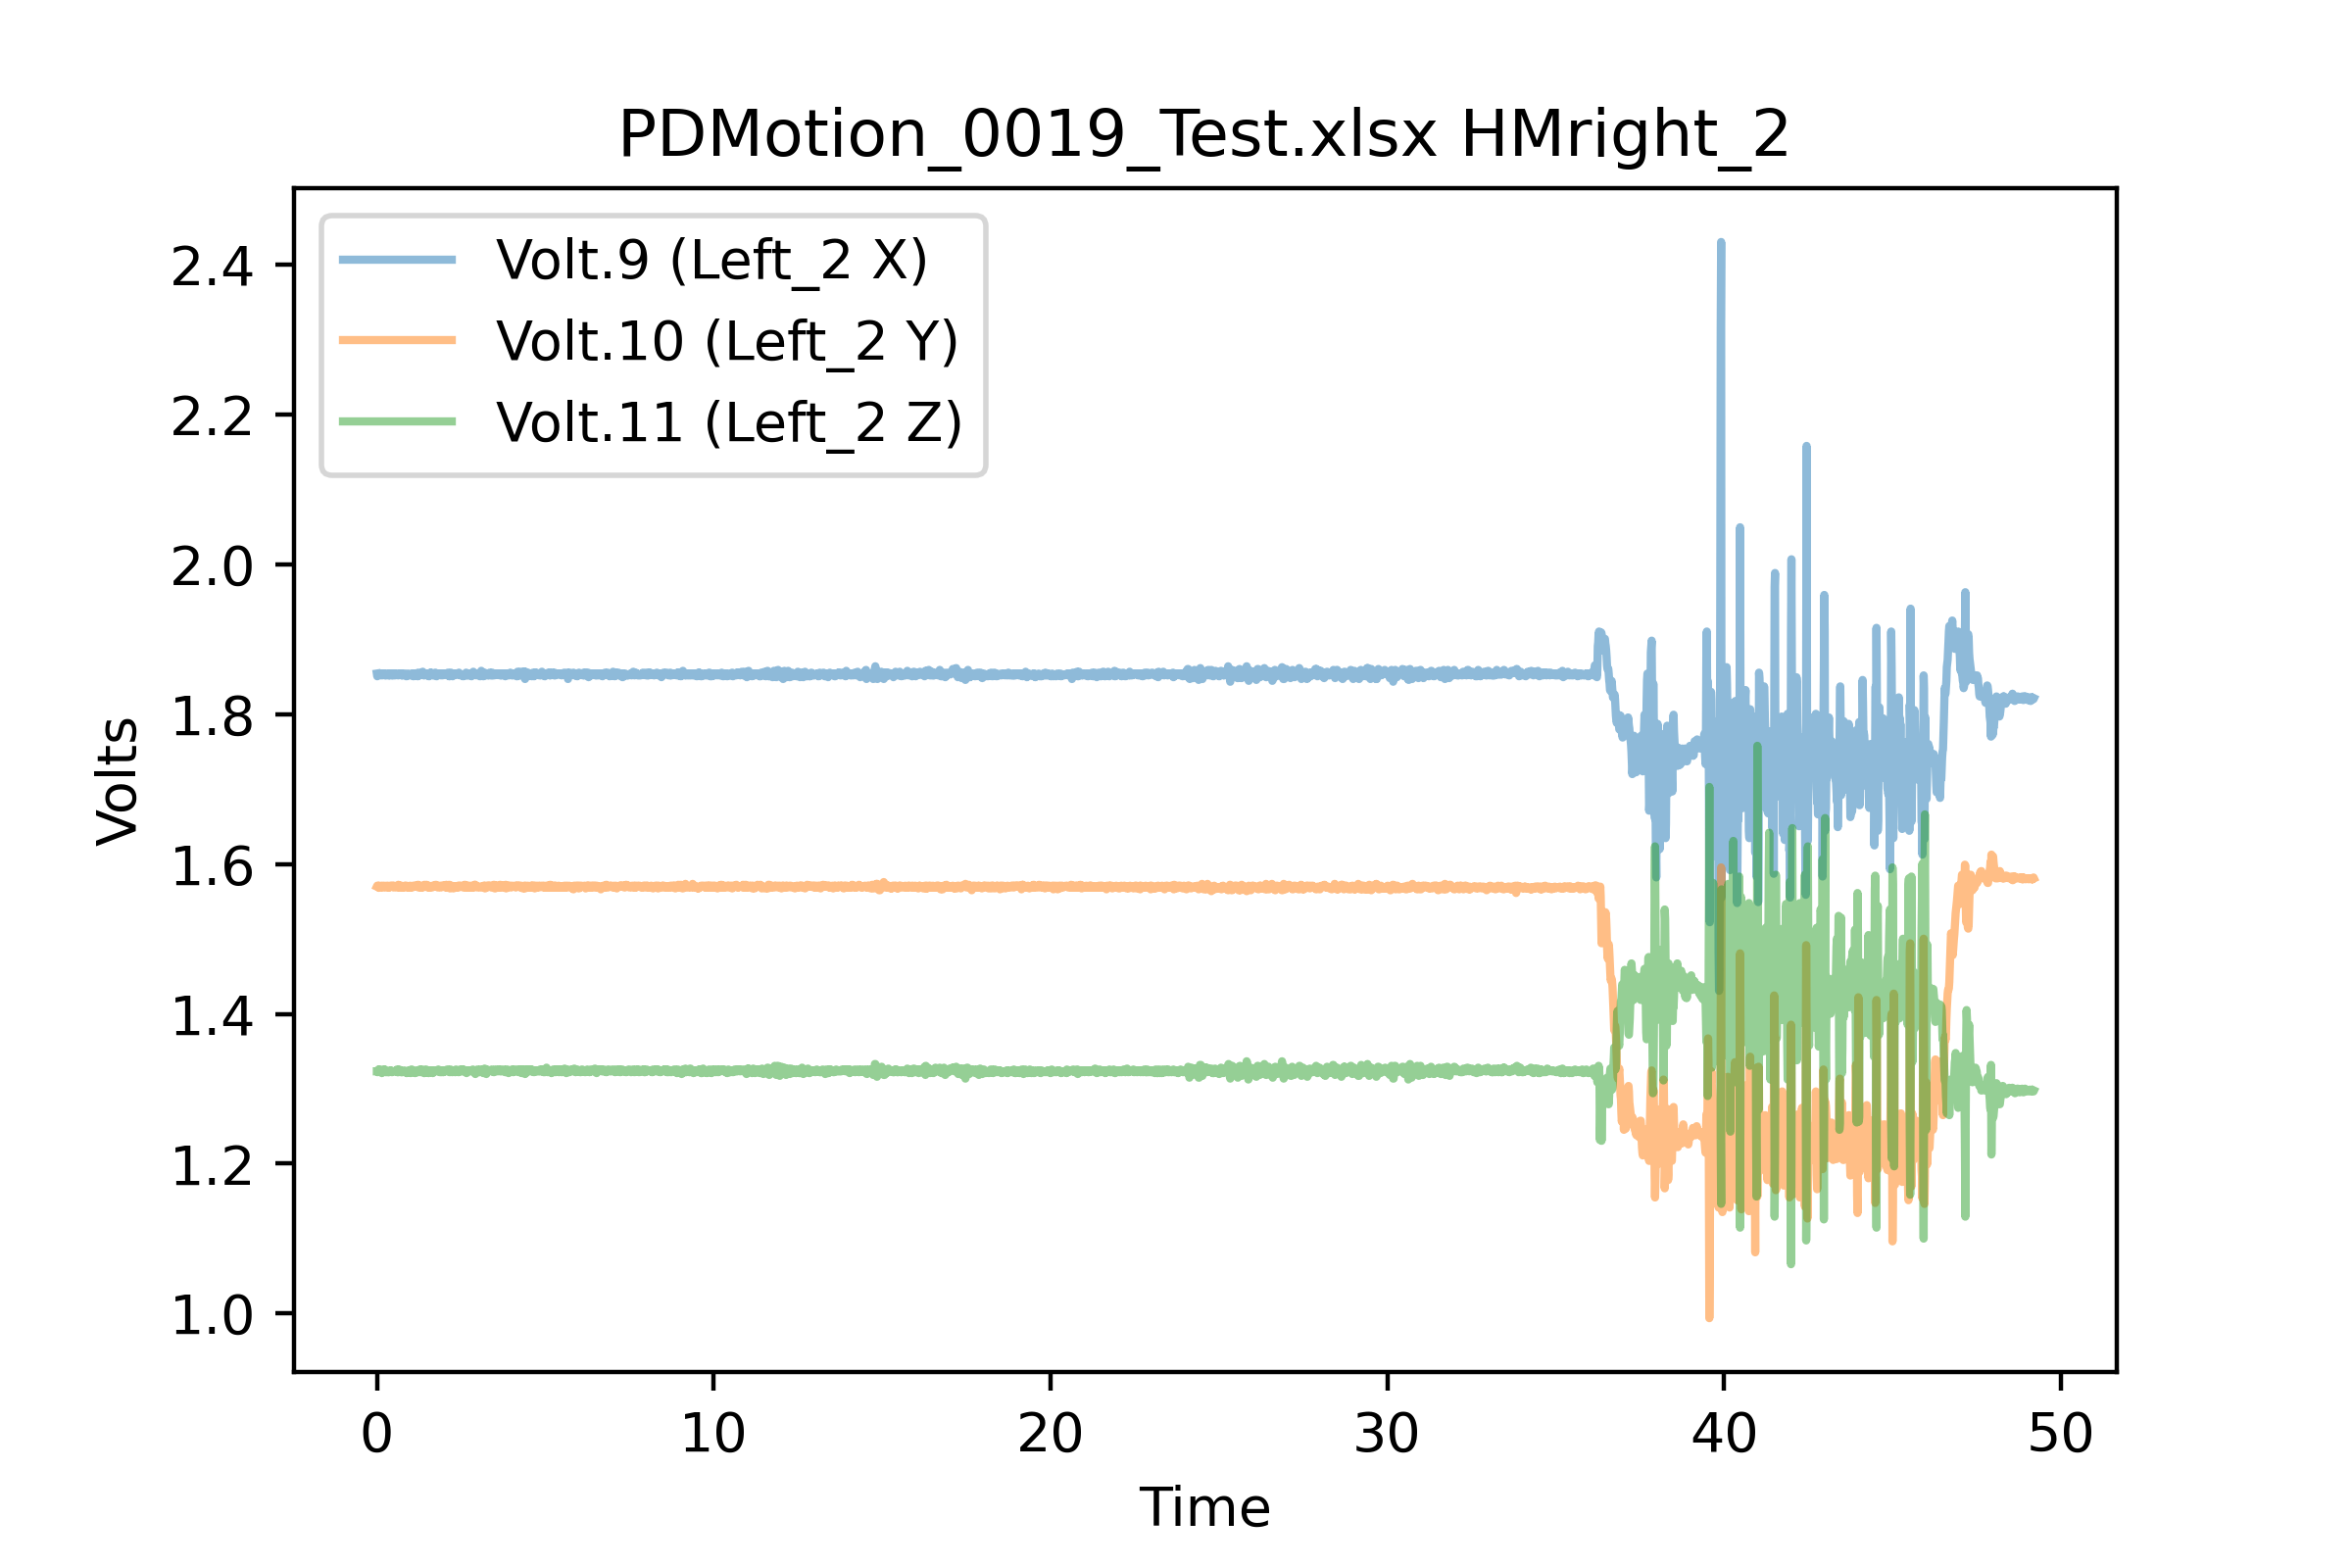 PDMotion_0019_Test.xlsx HMright_2
Volt.9 (Left_2 X)
Volt.10 (Left_2 Y)
Volt.11 (Left_2 Z)
2.4
2.2
2.0
1.8
1.6
1.4
1.2
1.0
Volts
0 10 20 30 40 50
Time